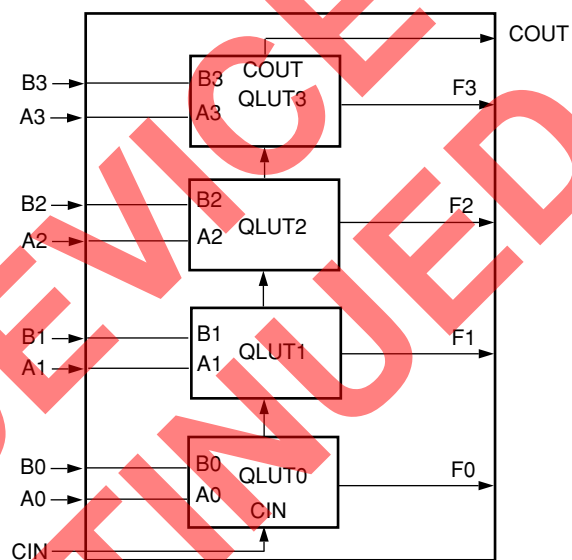 COUT
B3
A3
B3
A3
COUT
QLUT3
F3
B2
A2
B2
A2
QLUT2
F2
B1
A1
B1
A1
QLUT1
F1
B0
A0
B0
A0
QLUT0
CIN
F0
CIN